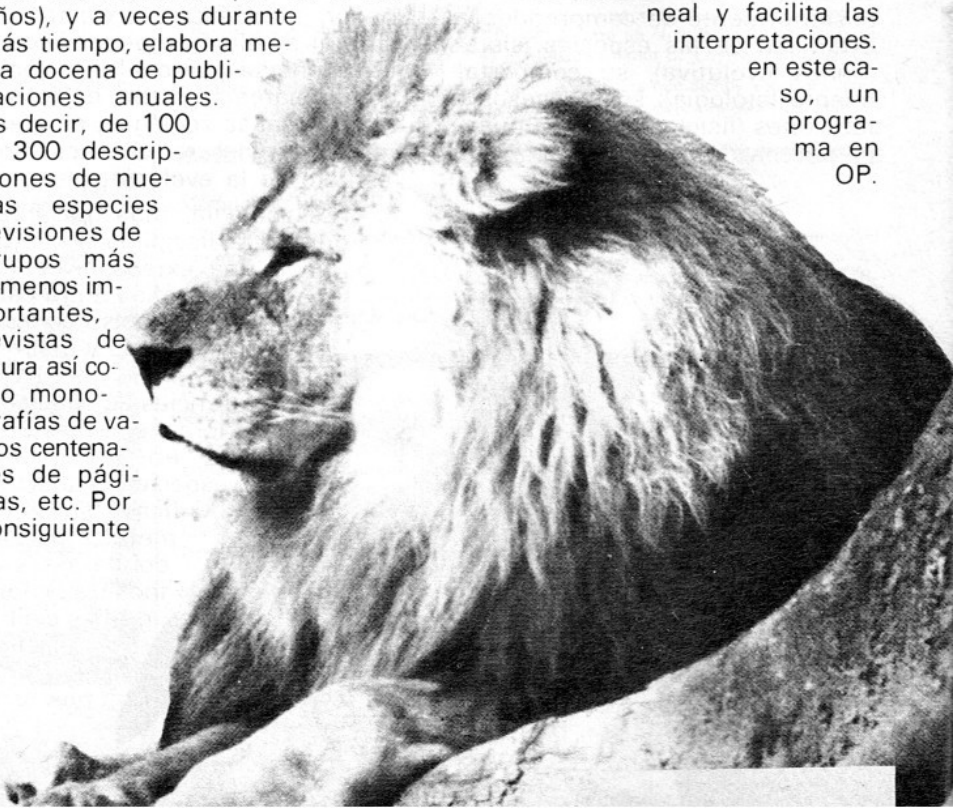 ños), y a veces durante
ás tiempo, elabora me-
a docena de publi-
aciones anuales.
s decir, de 100
300 descrip-
ones de nue-
as especies
evisiones de
rupos más
menos im-
ortantes,
evistas de
ura así co-
o mono-
afías de va-
os centena-
es de pági-
as, etc. Por
onsiguiente
neal y facilita las
interpretaciones.
en este ca-
so, un
progra-
ma en
OP.